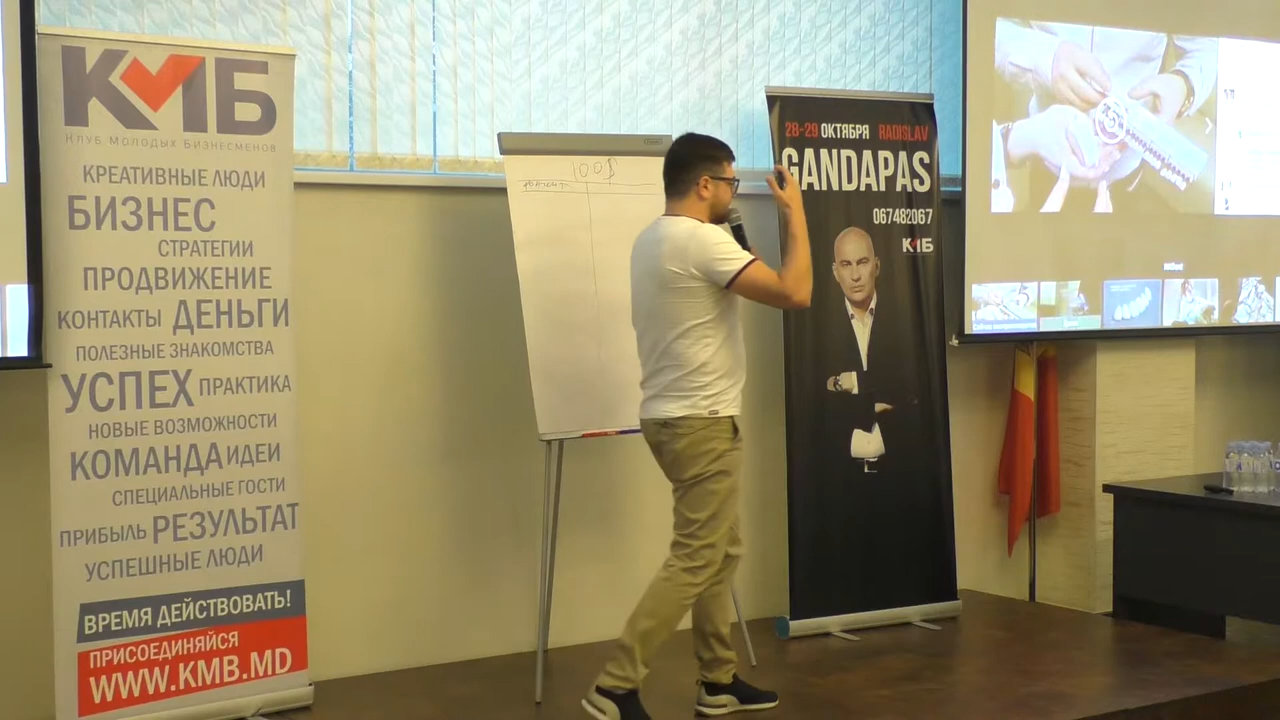 КМБ
Клуб Молодых Бизнесменов
КРЕАТИВНЫЕ ЛЮДИ
БИЗНЕС
СТРАТЕГИИ
ПРОДВИЖЕНИЕ
КОНТАКТЫ ДЕНЬГИ
ПОЛЕЗНЫЕ ЗНАКОМСТВА
УСПЕХ ПРАКТИКА
НОВЫЕ ВОЗМОЖНОСТИ
КОМАНДА ИДЕИ
СПЕЦИАЛЬНЫЕ ГОСТИ
ПРИБЫЛЬ РЕЗУЛЬТАТ
УСПЕШНЫЕ ЛЮДИ
ВРЕМЯ ДЕЙСТВОВАТЬ!
ПРИСОЕДИНЯЙСЯ
WWW.KMB.MD
100$
28-29 ОКТЯБРЯ RADISLAV
GANDAPAS
067482067
КМБ